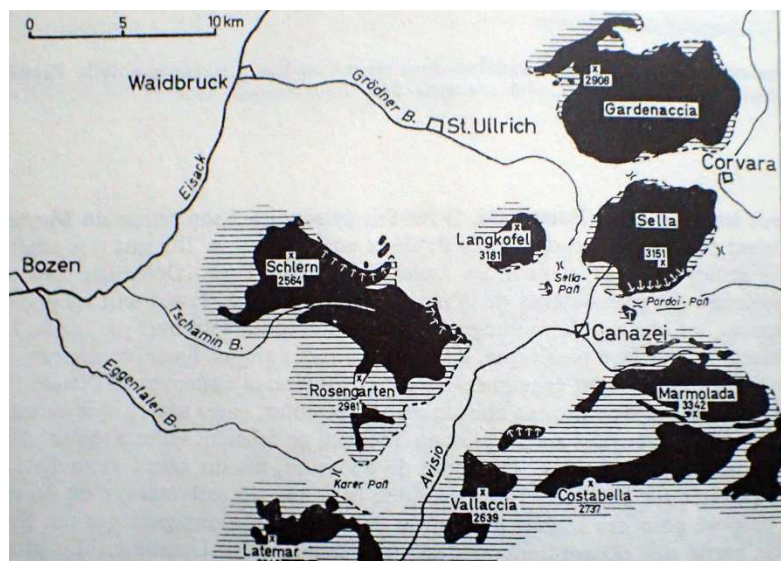 0 5 10 km
Waidbruck
Grödner B.
St.Ullrich
2908
Gardenaccia
Corvara
Eisack
Langkofel
3181
Sella
3151
Sella-
Paß
Pordoi-Paß
Schlern
2564
Bozen
Tschamin B.
Canazei
Eggentaler B.
Rosengarten
2981
Marmolada
3342
Karer Paß
Avisio
Vallaccia
2639
Costabella
2737
Latemar